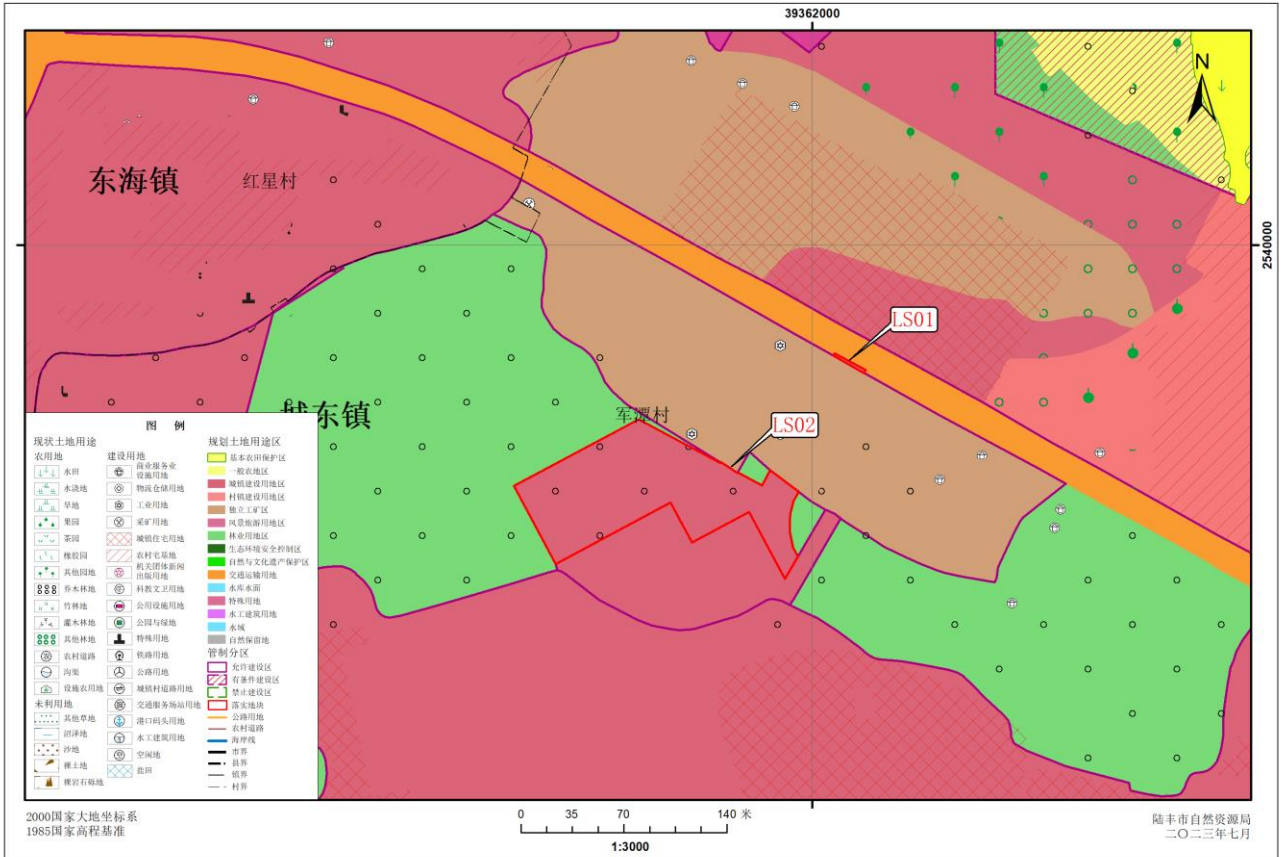 39362000
N
东海镇
红星村
2540000
LS01
城东镇
军潭村
LS02
图 例
现状土地用途
农用地
水田
水浇地
旱地
果园
茶园
橡胶园
其他园地
乔木林地
竹林地
灌木林地
其他林地
农村道路
沟渠
设施农用地
未利用地
其他草地
沼泽地
沙地
裸土地
裸岩石砾地
建设用地
商业服务业
设施用地
物流仓储用地
工业用地
采矿用地
城镇住宅用地
农村宅基地
机关团体新闻
出版用地
科教文卫用地
公用设施用地
公园与绿地
特殊用地
铁路用地
公路用地
城镇村道路用地
交通服务场站用地
港口码头用地
水工建筑用地
空闲地
盐田
规划土地用途区
基本农田保护区
一般农地区
城镇建设用地区
村镇建设用地区
独立工矿区
风景旅游用地区
林业用地区
生态环境安全控制区
自然与文化遗产保护区
交通运输用地
水库水面
特殊用地
水工建筑用地
水域
自然保留地
管制分区
允许建设区
有条件建设区
禁止建设区
落实地块
公路用地
农村道路
海岸线
市界
县界
镇界
村界
2000国家大地坐标系
1985国家高程基准
0 35 70 140 米
1:3000
陆丰市自然资源局
二〇二三年七月